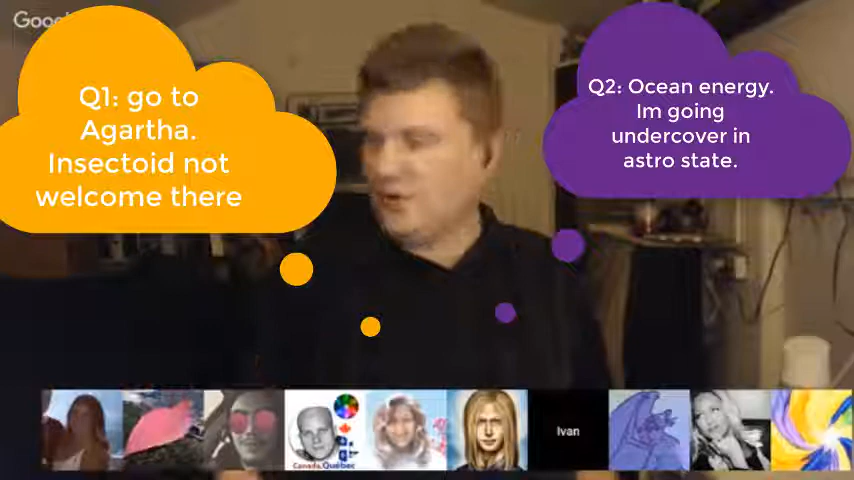 Goo
Q1: go to
Agartha.
Insectoid not
welcome there
Q2: Ocean energy.
Im going
undercover in
astro state.
Ivan
Canada, Québec